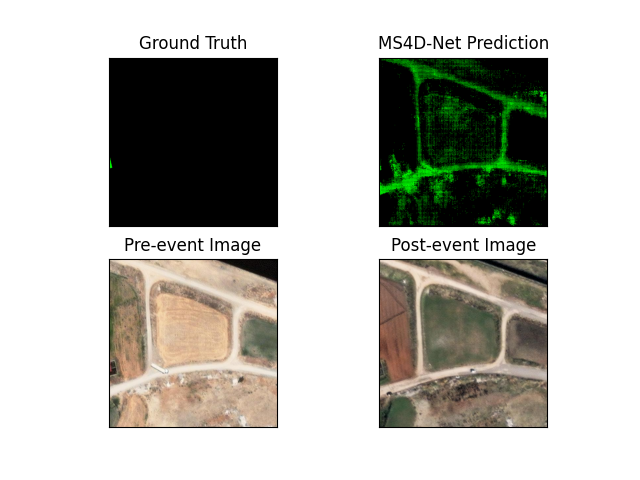 Ground Truth
MS4D-Net Prediction
Pre-event Image
Post-event Image